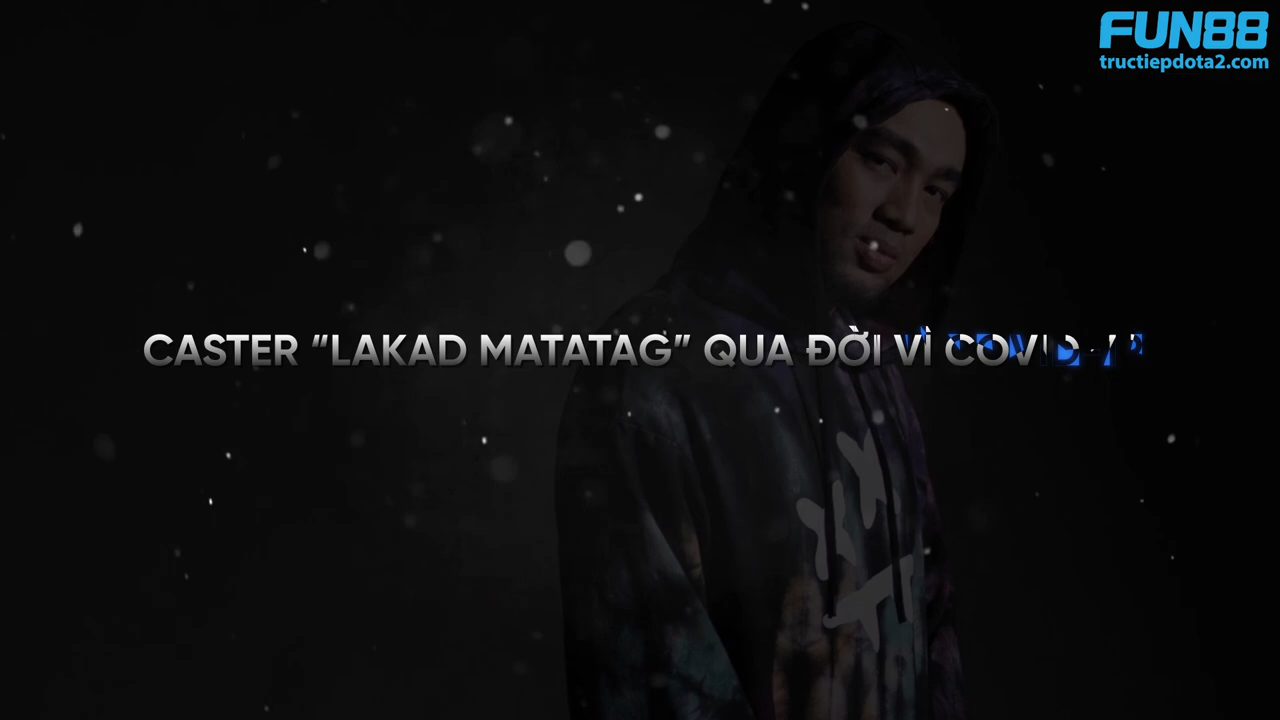 FUN88
tructiepdota2.com
CASTER “LAKAD MATATAG” QUA ĐỜI VÌ